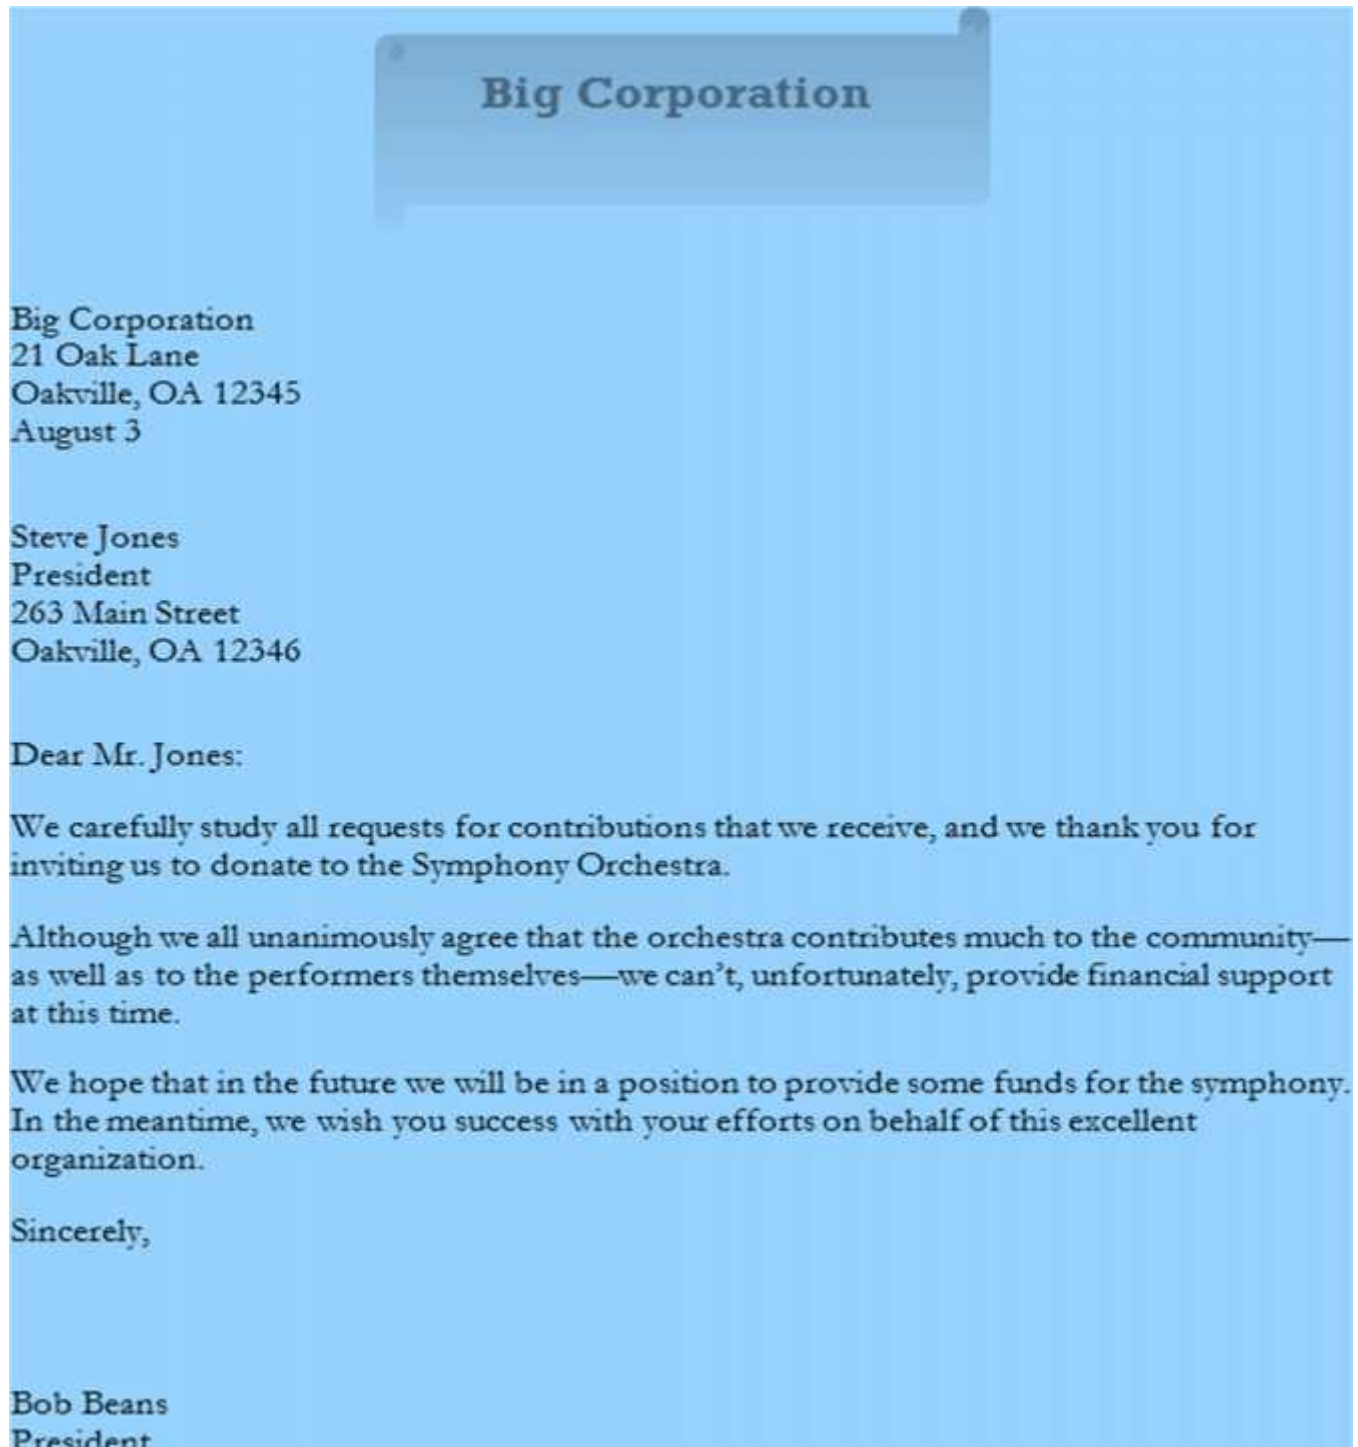 Big Corporation
Big Corporation
21 Oak Lane
Oakville, OA 12345
August 3
Steve Jones
President
263 Main Street
Oakville, OA 12346
Dear Mr. Jones:
We carefully study all requests for contributions that we receive, and we thank you for
inviting us to donate to the Symphony Orchestra.
Although we all unanimously agree that the orchestra contributes much to the community—
as well as to the performers themselves—we can't, unfortunately, provide financial support
at this time.
We hope that in the future we will be in a position to provide some funds for the symphony.
In the meantime, we wish you success with your efforts on behalf of this excellent
organization.
Sincerely,
Bob Beans
President